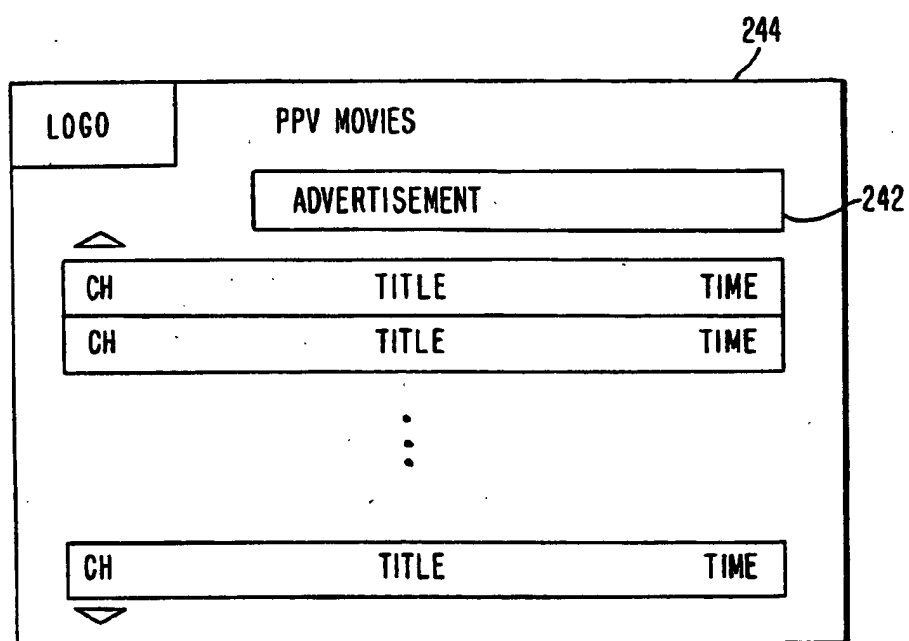 244
LOGO PPV MOVIES
ADVERTISEMENT
242
CH TITLE TIME
CH TITLE TIME
CH TITLE TIME